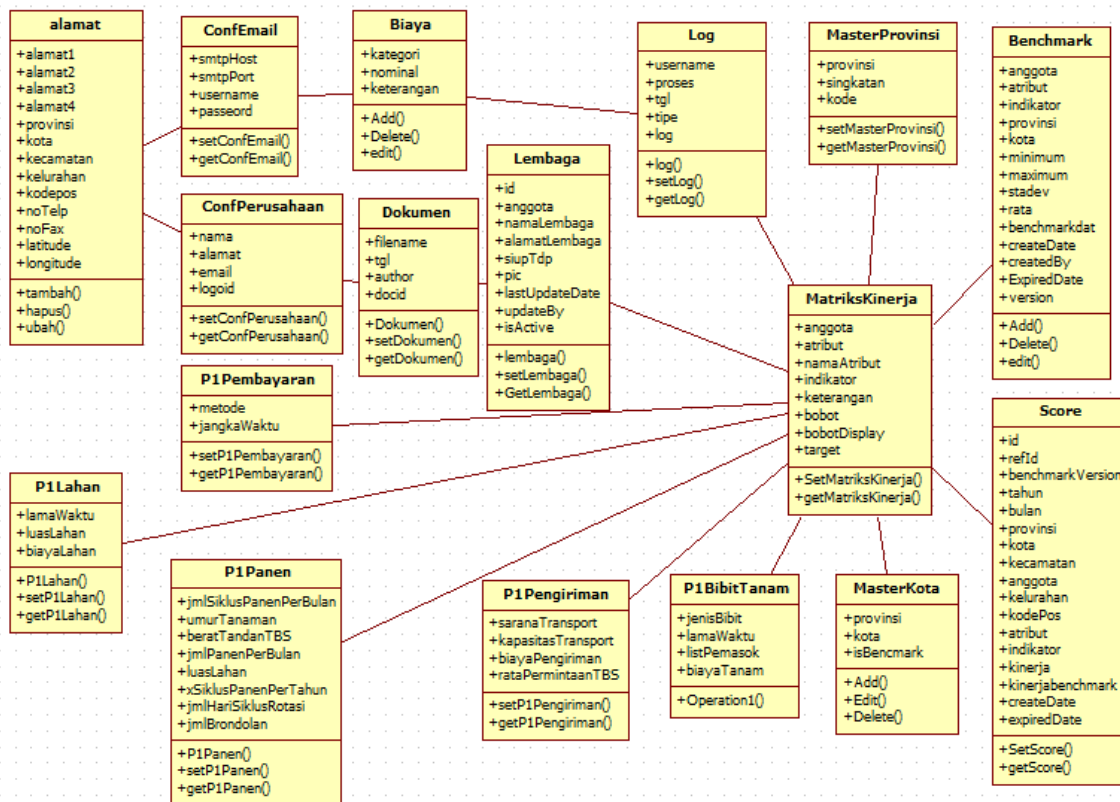 alamat
+alamat1
+alamat2
+alamat3
+alamat4
+provinsi
+kota
+kecamatan
+kelurahan
+kodepos
+noTelp
+noFax
+latitude
+longitude
+tambah()
+hapus()
+ubah()
ConfEmail
+smtpHost
+smtpPort
+username
+passeord
+setConfEmail()
+getConfEmail()
Biaya
+kategori
+nominal
+keterangan
+Add()
+Delete()
+edit()
Log
+username
+proses
+tgl
+tipe
+log
+log()
+setLog()
+getLog()
MasterProvinsi
+provinsi
+singkatan
+kode
+setMasterProvinsi()
+getMasterProvinsi()
Benchmark
+anggota
+atribut
+indikator
+provinsi
+kota
+minimum
+maximum
+stadev
+rata
+benchmarkdat
+createDate
+createdBy
+ExpiredDate
+version
+Add()
+Delete()
+edit()
ConfPerusahaan
+nama
+alamat
+email
+logoid
+setConfPerusahaan()
+getConfPerusahaan()
Dokumen
+filename
+tgl
+author
+docid
+Dokumen()
+setDokumen()
+getDokumen()
Lembaga
+id
+anggota
+namaLembaga
+alamatLembaga
+siupTdp
+pic
+lastUpdateDate
+updateBy
+isActive
+lembaga()
+setLembaga()
+GetLembaga()
MatriksKinerja
+anggota
+atribut
+namaAtribut
+indikator
+keterangan
+bobot
+bobotDisplay
+target
+SetMatriksKinerja()
+getMatriksKinerja()
P1Pembayaran
+metode
+jangkaWaktu
+setP1Pembayaran()
+getP1Pembayaran()
Score
+id
+refId
+benchmarkVersion
+tahun
+bulan
+provinsi
+kota
+kecamatan
+anggota
+kelurahan
+kodePos
+atribut
+indikator
+kinerja
+kinerjabenchmark
+createDate
+expiredDate
+SetScore()
+getScore()
P1Lahan
+lamaWaktu
+luasLahan
+biayaLahan
+P1Lahan()
+setP1Lahan()
+getP1Lahan()
P1Panen
+jmlSiklusPanenPerBulan
+umurTanaman
+beratTandanTBS
+jmlPanenPerBulan
+luasLahan
+xSiklusPanenPerTahun
+jmlHariSiklusRotasi
+jmlBrondolan
+P1Panen()
+setP1Panen()
+getP1Panen()
P1Pengiriman
+saranaTransport
+kapasitasTransport
+biayaPengiriman
+rataPermintaanTBS
+setP1Pengiriman()
+getP1Pengiriman()
P1BibitTanam
+jenisBibit
+lamaWaktu
+listPemasok
+biayaTanam
+Operation1()
MasterKota
+provinsi
+kota
+isBencmark
+Add()
+Edit()
+Delete()